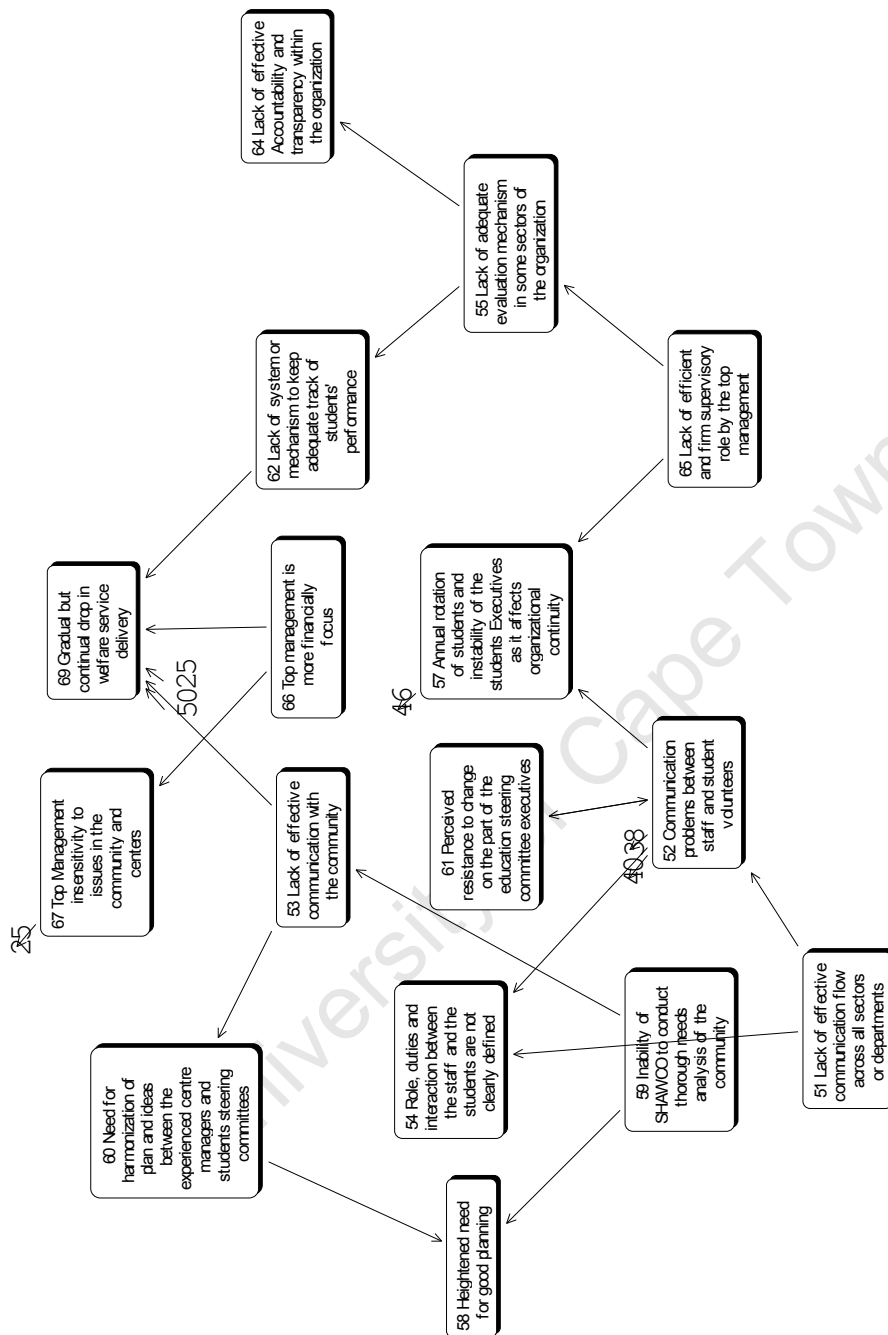 64 Lack of effective
Accountability and
transparency within
the organization
69 Gradual but
continual drop in
welfare service
delivery
62 Lack of system or
mechanism to keep
adequate track of
students'
performance
55 Lack of adequate
evaluation mechanism
in some sectors of
the organization
25
67 Top Management
insensitivity to
issues in the
community and
centers
5025
66 Top management is
more financially
focus
46
57 Annual rotation
of students and
instability of the
students Executives
as it affects
organizational
continuity
65 Lack of efficient
and firm supervisory
role by the top
management
60 Need for
harmonization of
plan and ideas
between the
experienced centre
managers and
students steering
committees
53 Lack of effective
communication with
the community
61 Perceived
resistance to change
on the part of the
education steering
committee executives
4038
52 Communication
problems between
staff and student
volunteers
54 Role, duties and
interaction between
the staff and the
students are not
clearly defined
59 Inability of
SHAWCO to conduct
thorough needs
analysis of the
community
51 Lack of effective
communication flow
across all sectors
or departments
58 Heightened need
for good planning
University of Cape Town